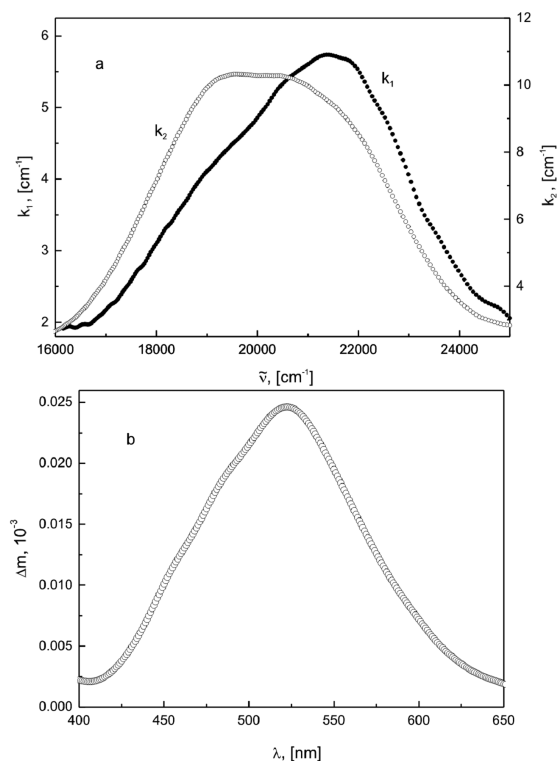 a
k₁
k₂
k₁, [cm⁻¹]
6
5
4
3
2
k₂, [cm⁻¹]
12
10
8
6
4
16000 18000 20000 22000 24000
ṽ, [cm⁻¹]
b
Δm, 10⁻³
0.025
0.020
0.015
0.010
0.005
0.000
400 450 500 550 600 650
λ, [nm]